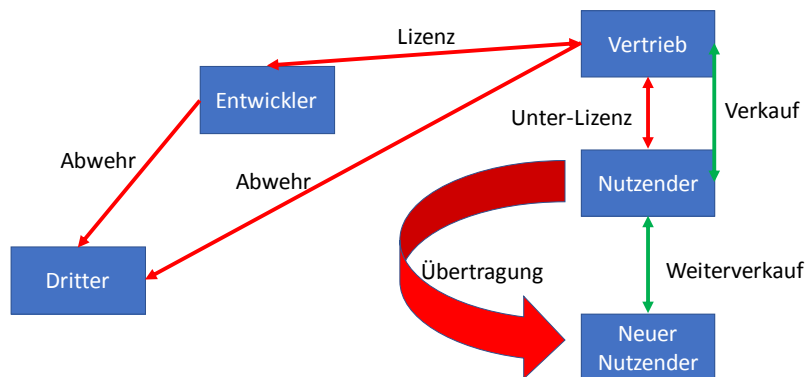 Lizenz
Vertrieb
Entwickler
Unter-Lizenz
Verkauf
Abwehr
Abwehr
Nutzender
Dritter
Übertragung
Weiterverkauf
Neuer
Nutzender